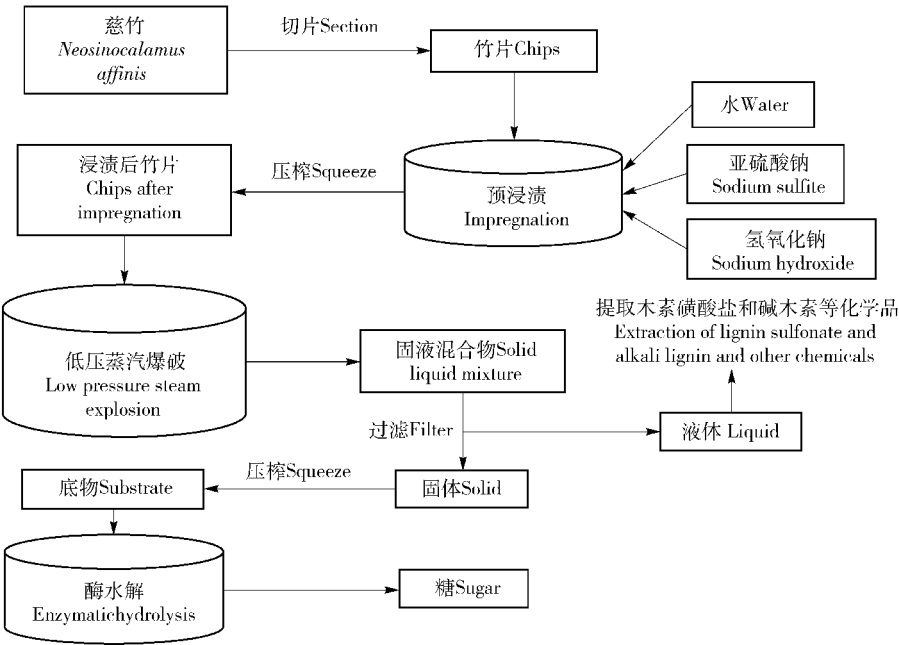 慈竹
Neosinocalamus
affinis
切片Section
竹片Chips
水Water
亚硫酸钠
Sodium sulfite
氢氧化钠
Sodium hydroxide
预浸渍
Impregnation
压榨Squeeze
浸渍后竹片
Chips after
impregnation
低压蒸汽爆破
Low pressure steam
explosion
固液混合物Solid
liquid mixture
提取木素磺酸盐和碱木素等化学品
Extraction of lignin sulfonate and
alkali lignin and other chemicals
过滤Filter
液体 Liquid
固体Solid
压榨Squeeze
底物Substrate
酶水解
Enzymatichydrolysis
糖Sugar